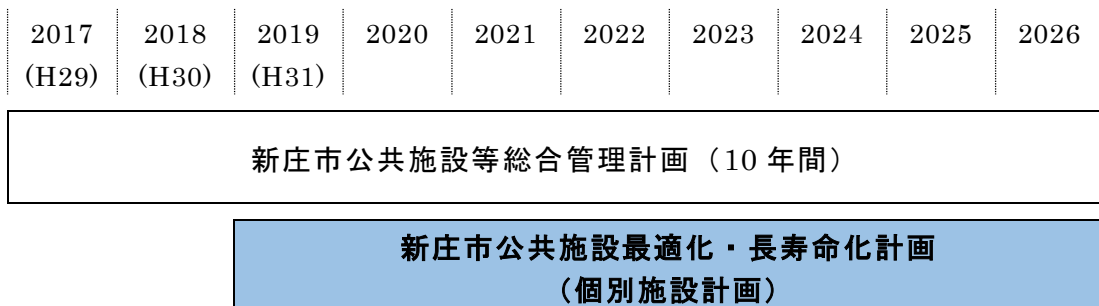 2017 2018 2019 2020 2021 2022 2023 2024 2025 2026
(H29) (H30) (H31)
新庄市公共施設等総合管理計画（10 年間）
新庄市公共施設最適化・長寿命化計画
（個別施設計画）